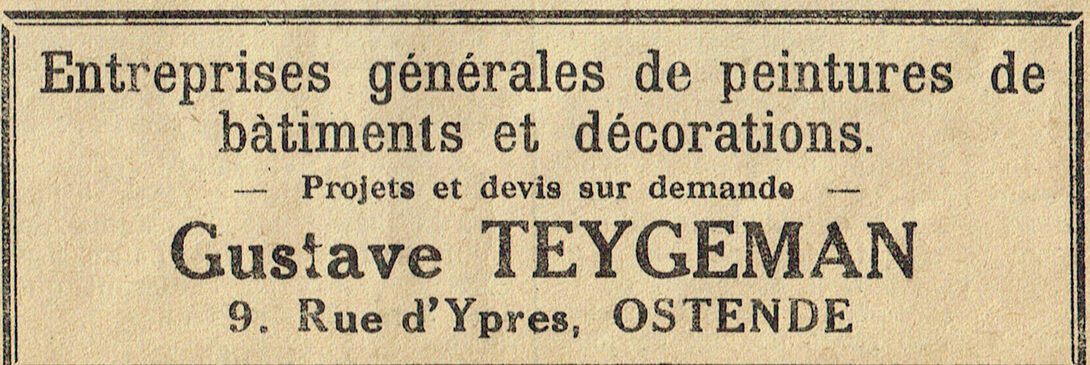 Entreprises générales de peintures de
bàtiments et décorations.
— Projets et devis sur demande —
Gustave TEYGEMAN
9. Rue d'Ypres, OSTENDE